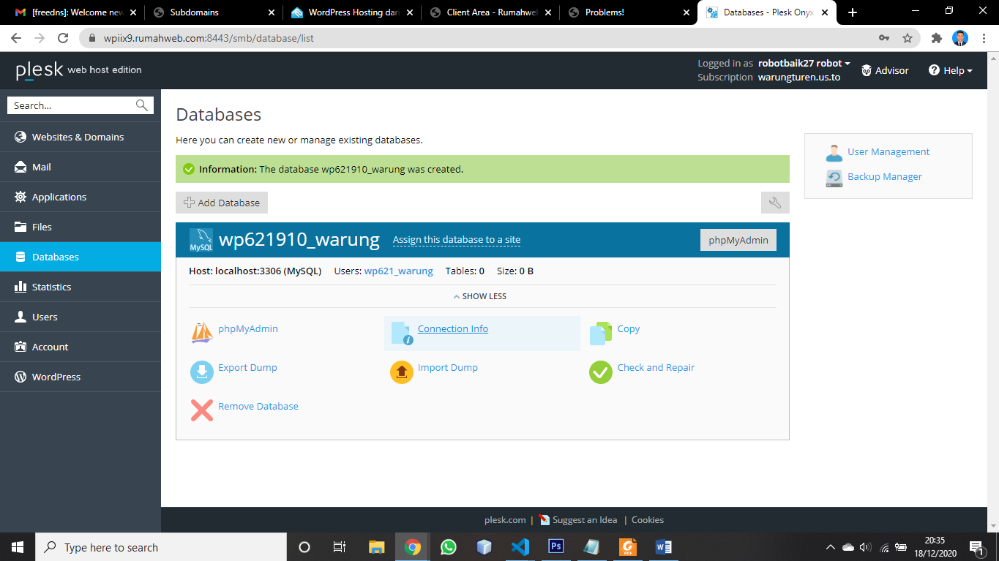 [freedns]: Welcome new
Subdomains
WordPress Hosting dari
Client Area - Rumahweb
Problems!
Databases - Plesk Onyx
wpiix9.rumahweb.com:8443/smb/database/list
plesk web host edition
Logged in as robotbaik27 robot
Subscription warungturen.us.to
Advisor
Help
Search...
Websites & Domains
Mail
Applications
Files
Databases
Statistics
Users
Account
WordPress
Databases
Here you can create new or manage existing databases.
Information: The database wp621910_warung was created.
Add Database
User Management
Backup Manager
MySQL
wp621910_warung
Assign this database to a site
phpMyAdmin
Host: localhost:3306 (MySQL) Users: wp621_warung Tables: 0 Size: 0 B
SHOW LESS
phpMyAdmin
Connection Info
Copy
Export Dump
Import Dump
Check and Repair
Remove Database
plesk.com | Suggest an Idea | Cookies
Type here to search
Ps
PDF
20:35
18/12/2020
1